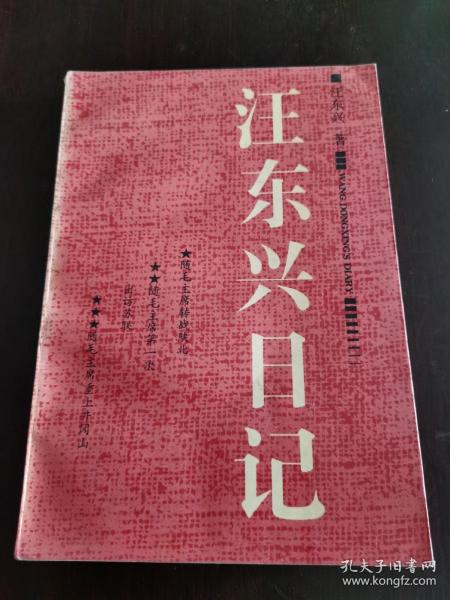 汪东兴 著
WANG DONGXING'S DIARY
汪东兴日记
★随毛主席转战陕北
★★随毛主席第一次
出访苏联
★★★随毛主席重上井冈山
孔夫子旧书网
www.kongfz.com